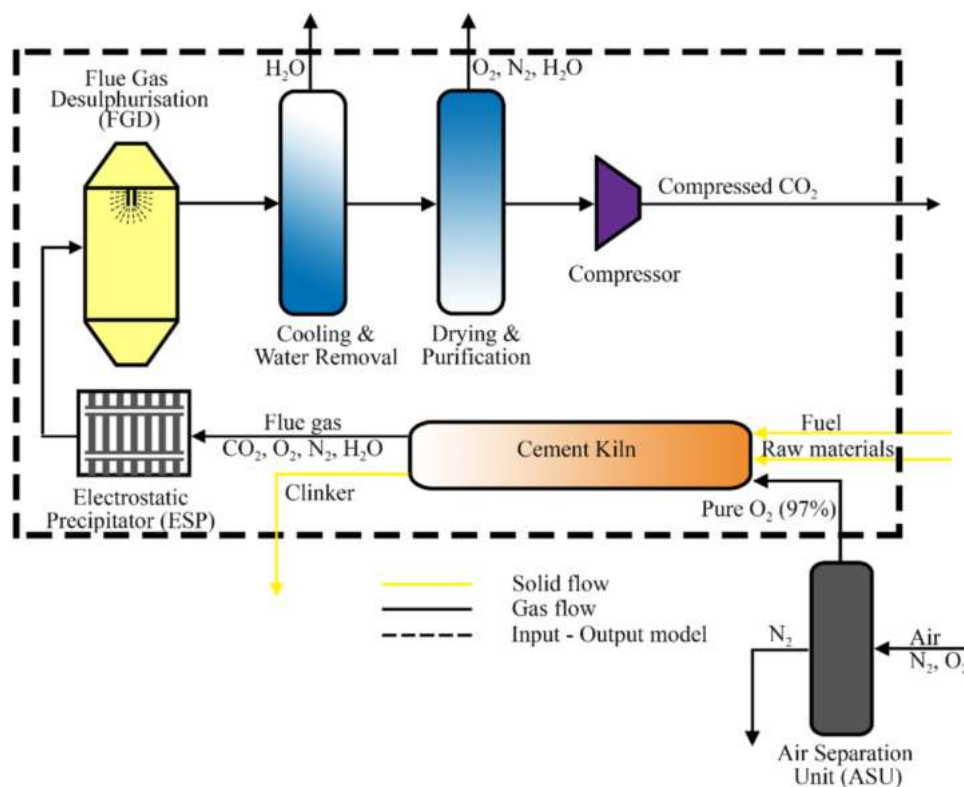 H₂O
O₂, N₂, H₂O
Flue Gas
Desulphurisation
(FGD)
Compressed CO₂
Compressor
Cooling &
Water Removal
Drying &
Purification
Flue gas
CO₂, O₂, N₂, H₂O
Clinker
Cement Kiln
Fuel
Raw materials
Pure O₂ (97%)
Electrostatic
Precipitator (ESP)
Solid flow
Gas flow
Input - Output model
N₂
Air
N₂, O₂
Air Separation
Unit (ASU)